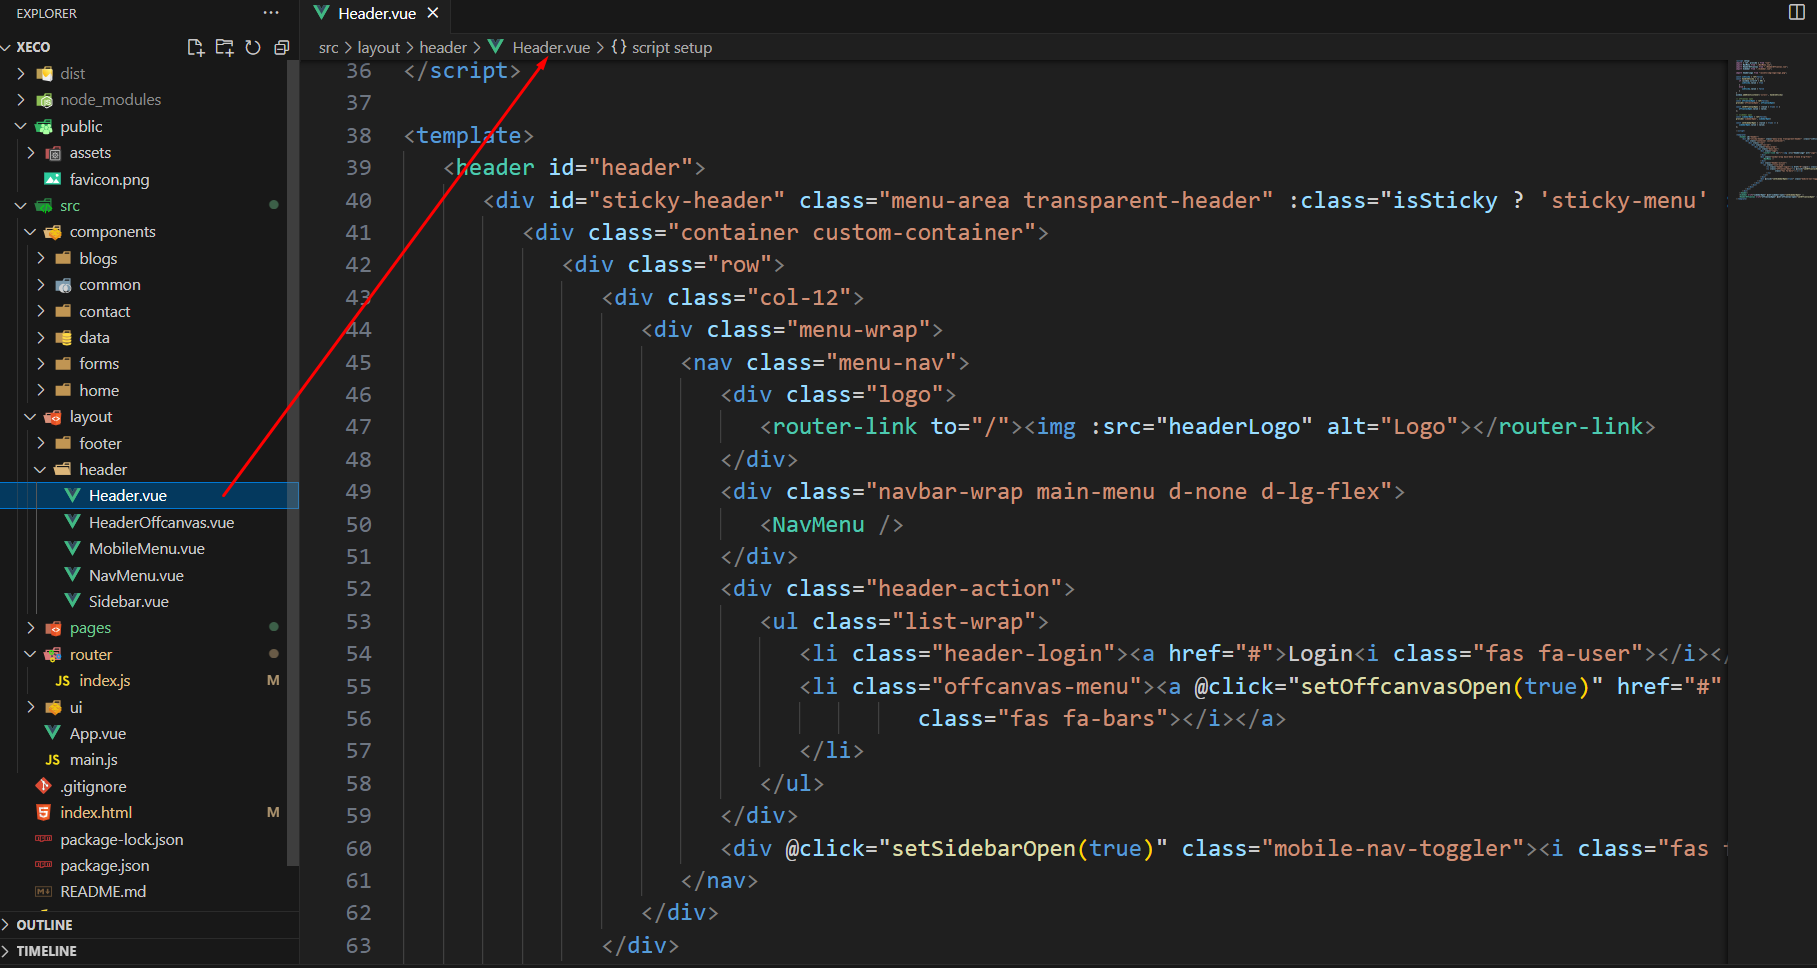 EXPLORER
XECO
dist
node_modules
public
assets
favicon.png
src
components
blogs
common
contact
data
forms
home
layout
footer
header
Header.vue
HeaderOffcanvas.vue
MobileMenu.vue
NavMenu.vue
Sidebar.vue
pages
router
JS index.js M
ui
App.vue
JS main.js
.gitignore
index.html M
package-lock.json
package.json
README.md
OUTLINE
TIMELINE
Header.vue
src > layout > header > Header.vue > {} script setup
36 </script>
37
38 <template>
39 <header id="header">
40 <div id="sticky-header" class="menu-area transparent-header" :class="isSticky ? 'sticky-menu'
41 <div class="container custom-container">
42 <div class="row">
43 <div class="col-12">
44 <div class="menu-wrap">
45 <nav class="menu-nav">
46 <div class="logo">
47 <router-link to="/"><img :src="headerLogo" alt="Logo"></router-link>
48 </div>
49 <div class="navbar-wrap main-menu d-none d-lg-flex">
50 <NavMenu />
51 </div>
52 <div class="header-action">
53 <ul class="list-wrap">
54 <li class="header-login"><a href="#">Login<i class="fas fa-user"></i></
55 <li class="offcanvas-menu"><a @click="setOffcanvasOpen(true)" href="#"
56 class="fas fa-bars"></i></a>
57 </li>
58 </ul>
59 </div>
60 <div @click="setSidebarOpen(true)" class="mobile-nav-toggler"><i class="fas
61 </nav>
62 </div>
63 </div>